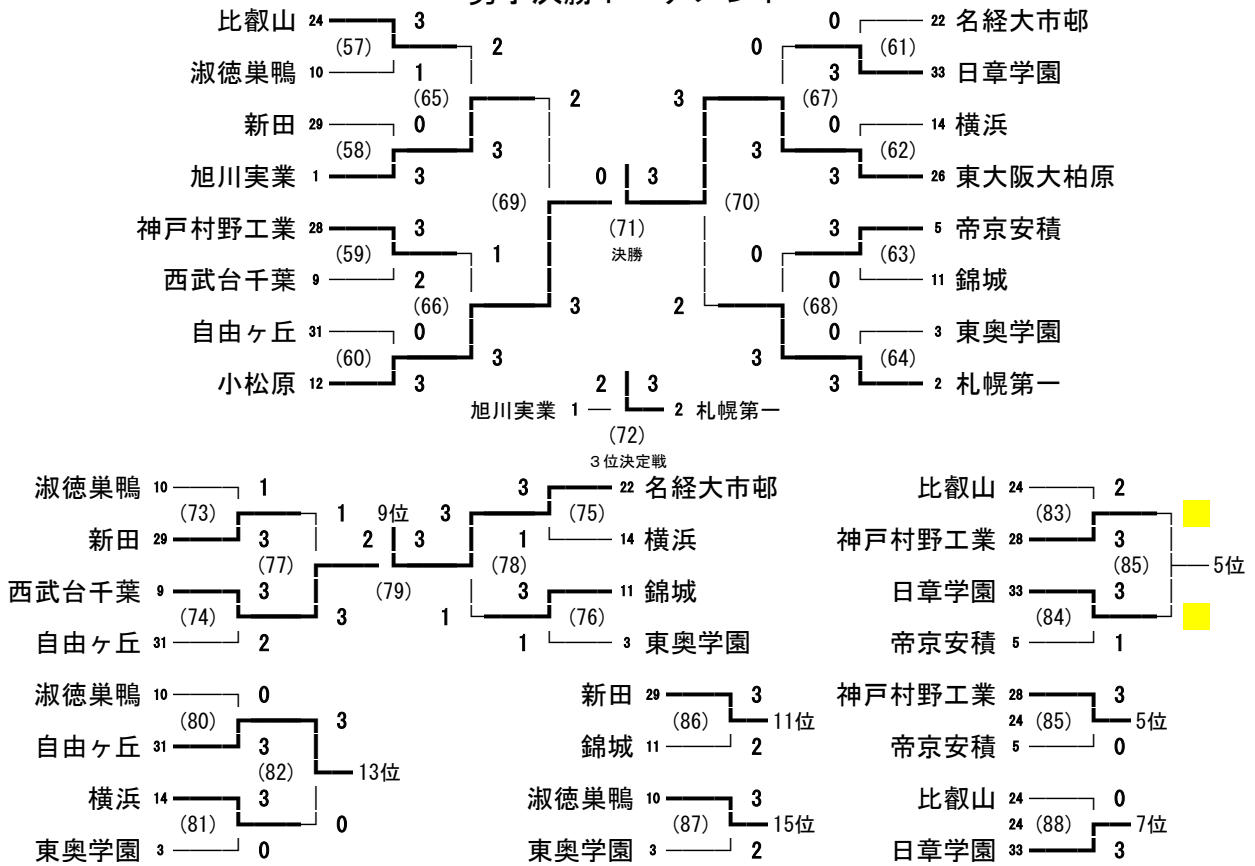 比叡山 24 3 0 22 名経大市邨
(57) 2 0 (61)
淑徳巣鴨 10 1 3 33 日章学園
(65) 2 3 (67)
新田 29 0 0 14 横浜
(58) 3 3 (62)
旭川実業 1 3 0 3 3 26 東大阪大柏原
(69) (71) (70)
神戸村野工業 28 3 決勝 3 5 帝京安積
(59) 1 0 (63)
西武台千葉 9 2 0 11 錦城
(66) 3 2 (68)
自由ヶ丘 31 0 0 3 東奥学園
(60) 3 3 (64)
小松原 12 3 2 3 3 2 札幌第一
旭川実業 1 2 札幌第一
(72)
3位決定戦
淑徳巣鴨 10 1 3 22 名経大市邨
(73) 1 9位 3 (75)
新田 29 3 2 3 1 14 横浜
(77) (79) (78)
西武台千葉 9 3 3 11 錦城
(74) 3 1 (76)
自由ヶ丘 31 2 1 3 東奥学園
比叡山 24 2
(83)
神戸村野工業 28 3
(85) 5位
日章学園 33 3
(84)
帝京安積 5 1
淑徳巣鴨 10 0
(80) 3
自由ヶ丘 31 3
(82) 13位
横浜 14 3
(81) 0
東奥学園 3 0
新田 29 3
(86) 11位
錦城 11 2
淑徳巣鴨 10 3
(87) 15位
東奥学園 3 2
神戸村野工業 28 3
24 (85) 5位
帝京安積 5 0
比叡山 24 0
24 (88) 7位
日章学園 33 3